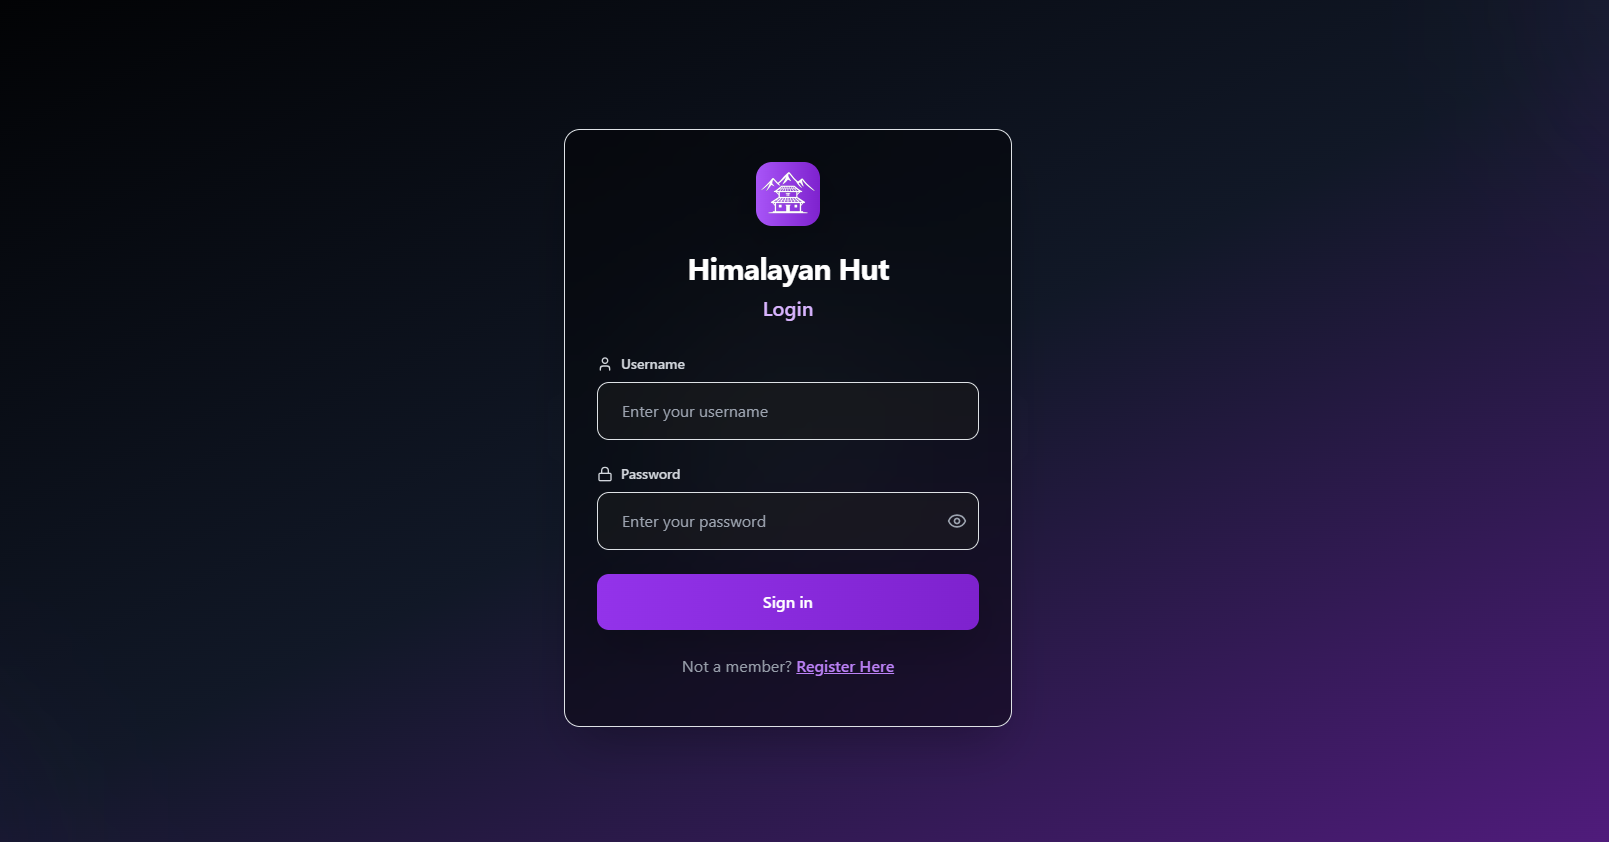 Himalayan Hut
Login
Username
Enter your username
Password
Enter your password
Sign in
Not a member? Register Here